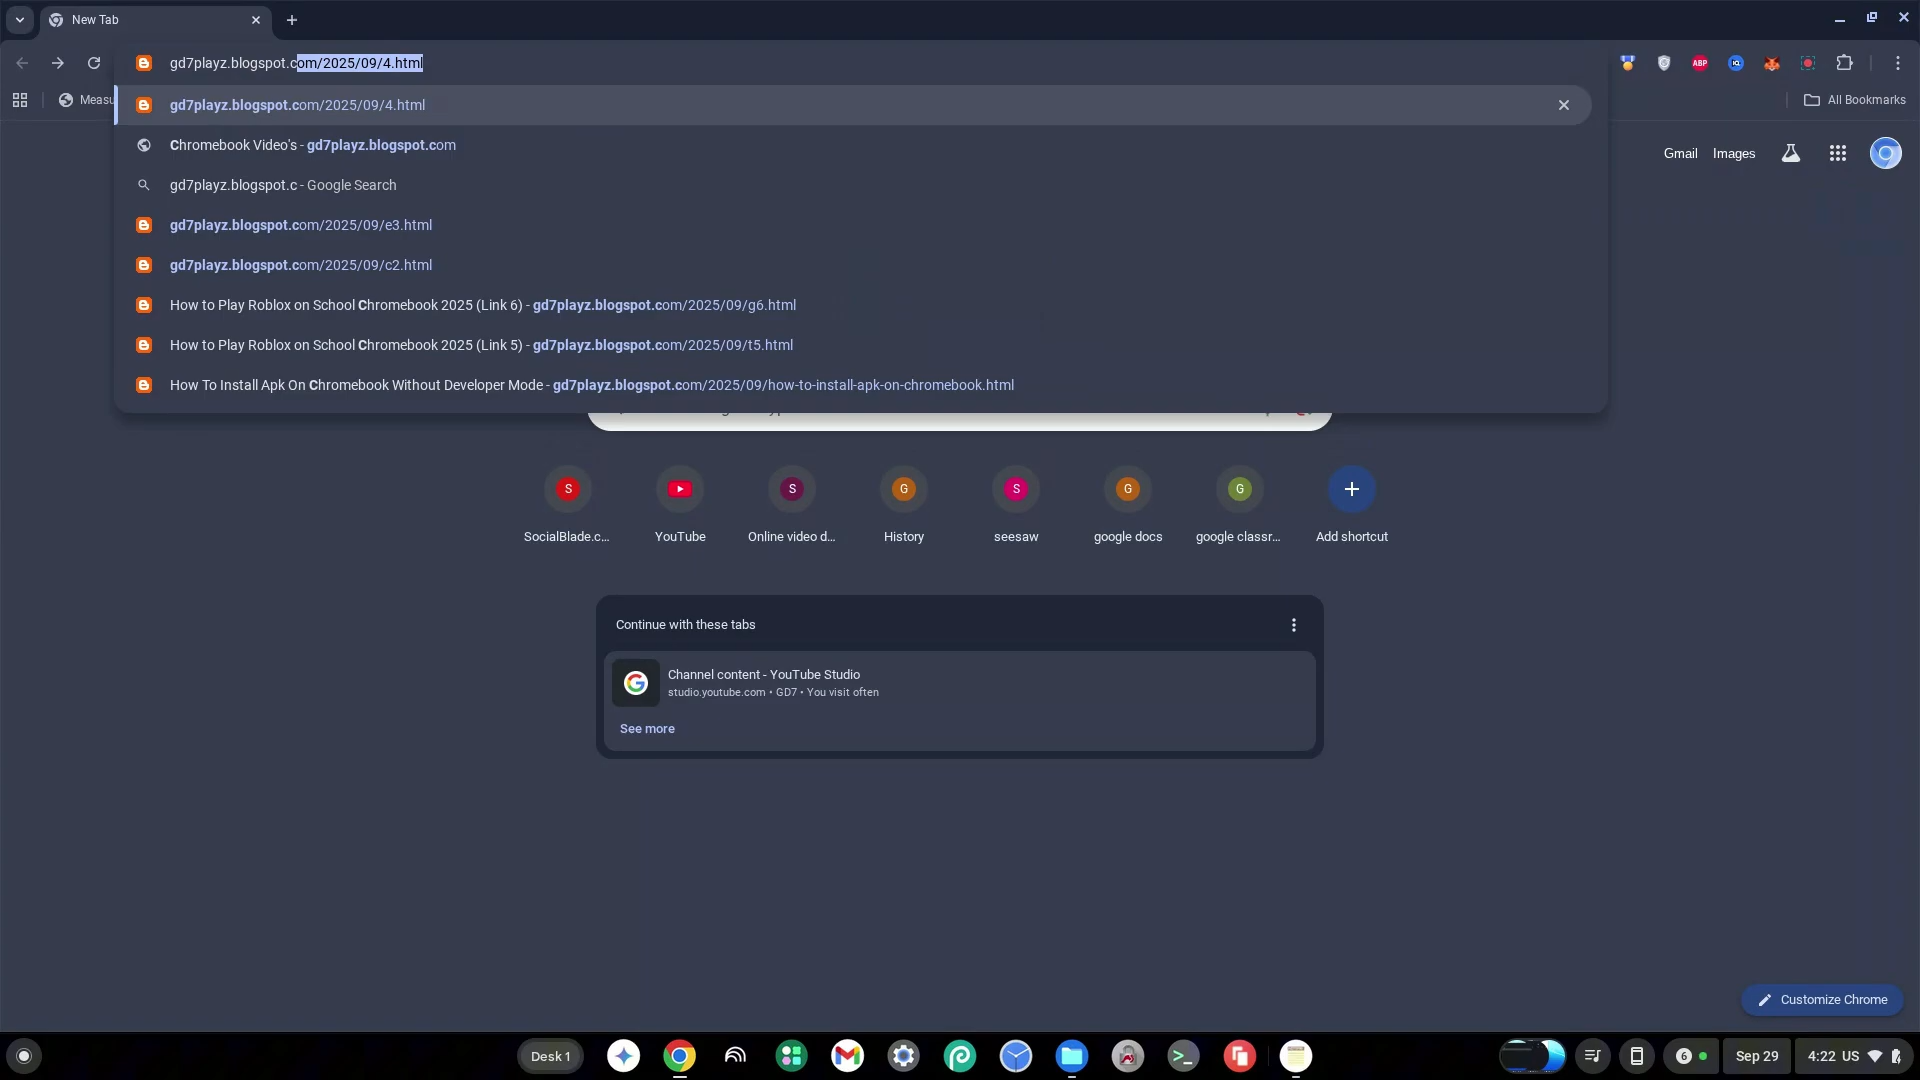 New Tab
gd7playz.blogspot.com/2025/09/4.html
Measu
All Bookmarks
gd7playz.blogspot.com/2025/09/4.html
Chromebook Video's - gd7playz.blogspot.com
gd7playz.blogspot.c - Google Search
gd7playz.blogspot.com/2025/09/e3.html
gd7playz.blogspot.com/2025/09/c2.html
How to Play Roblox on School Chromebook 2025 (Link 6) - gd7playz.blogspot.com/2025/09/g6.html
How to Play Roblox on School Chromebook 2025 (Link 5) - gd7playz.blogspot.com/2025/09/t5.html
How To Install Apk On Chromebook Without Developer Mode - gd7playz.blogspot.com/2025/09/how-to-install-apk-on-chromebook.html
ABP
Gmail Images
S S G S G G
SocialBlade.c... YouTube Online video d... History seesaw google docs google classr... Add shortcut
Continue with these tabs
Channel content - YouTube Studio
studio.youtube.com • GD7 • You visit often
See more
Customize Chrome
Desk 1
6
Sep 29
4:22 US